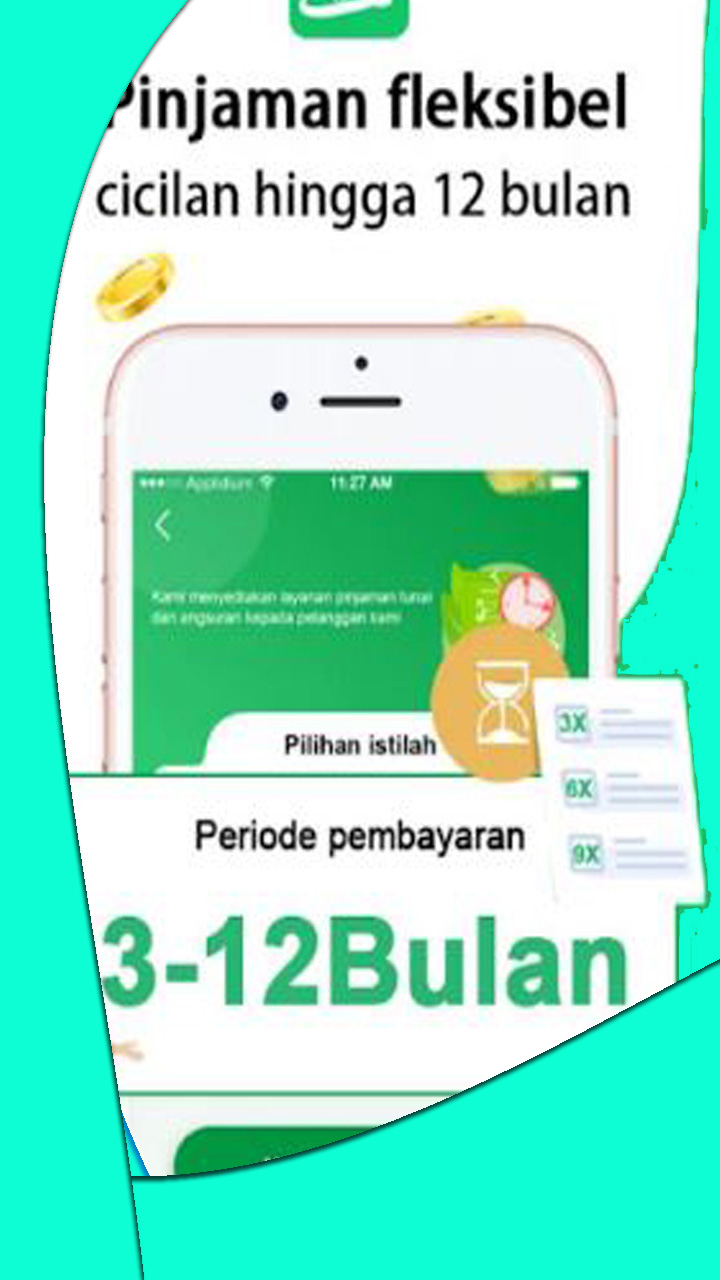 Pinjaman fleksibel
cicilan hingga 12 bulan
Applidium 11:27 AM
Kami menyediakan layanan pinjaman tunai
dan angsuran kepada pelanggan kami
Pilihan istilah
3X
6X
9X
Periode pembayaran
3-12Bulan